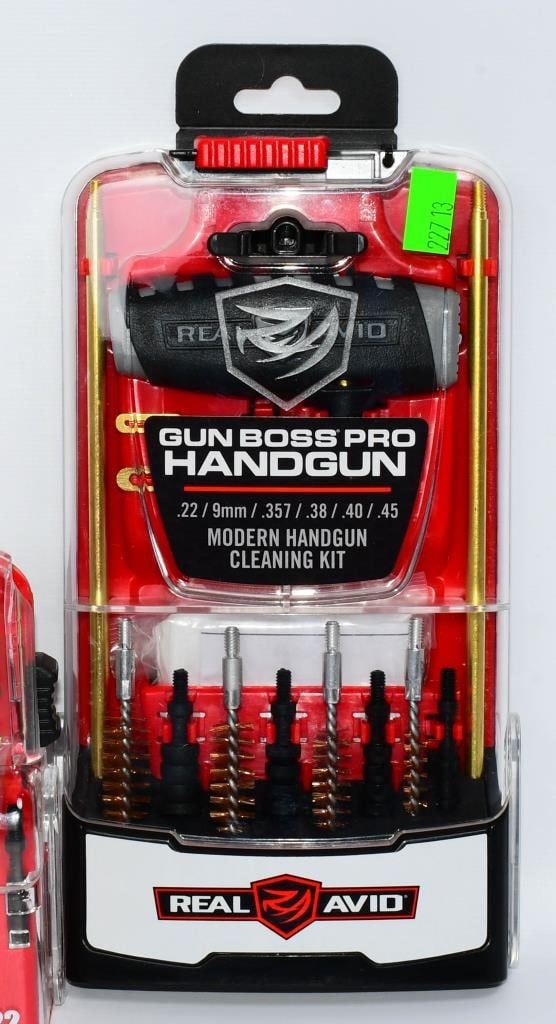 227 13
REAL AVID
GUN BOSS PRO
HANDGUN
.22 / 9mm / .357 / .38 / .40 / .45
MODERN HANDGUN
CLEANING KIT
REAL AVID